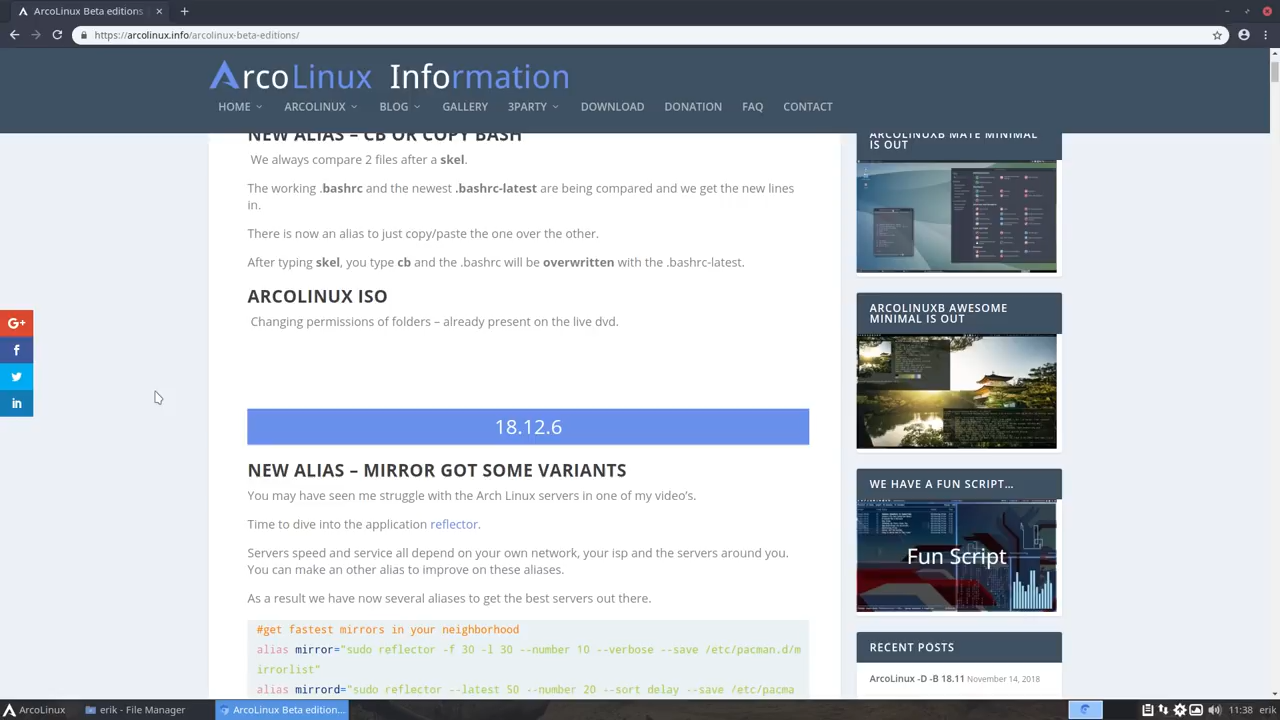 ArcoLinux Beta editions
https://arcolinux.info/arcolinux-beta-editions/
ArcoLinux Information
HOME
ARCOLINUX
BLOG
GALLERY
3PARTY
DOWNLOAD
DONATION
FAQ
CONTACT
NEW ALIAS – CB OR COPY BASH
We always compare 2 files after a skel.
The working .bashrc and the newest .bashrc-latest are being compared and we get the new lines
in.
There is now an alias to just copy/paste the one over the other.
After typing skel, you type cb and the .bashrc will be overwritten with the .bashrc-latest.
ARCOLINUX ISO
Changing permissions of folders – already present on the live dvd.
18.12.6
NEW ALIAS – MIRROR GOT SOME VARIANTS
You may have seen me struggle with the Arch Linux servers in one of my video's.
Time to dive into the application reflector.
Servers speed and service all depend on your own network, your isp and the servers around you.
You can make an other alias to improve on these aliases.
As a result we have now several aliases to get the best servers out there.
#get fastest mirrors in your neighborhood
alias mirror="sudo reflector -f 30 -l 30 --number 10 --verbose --save /etc/pacman.d/m
irrorlist"
alias mirrord="sudo reflector --latest 50 --number 20 --sort delay --save /etc/pacma
ARCOLINUXB MATE MINIMAL
IS OUT
ARCOLINUXB AWESOME
MINIMAL IS OUT
WE HAVE A FUN SCRIPT…
Fun Script
RECENT POSTS
ArcoLinux -D -B 18.11 November 14, 2018
G+
f
in
ArcoLinux
erik - File Manager
ArcoLinux Beta edition...
11:38
erik